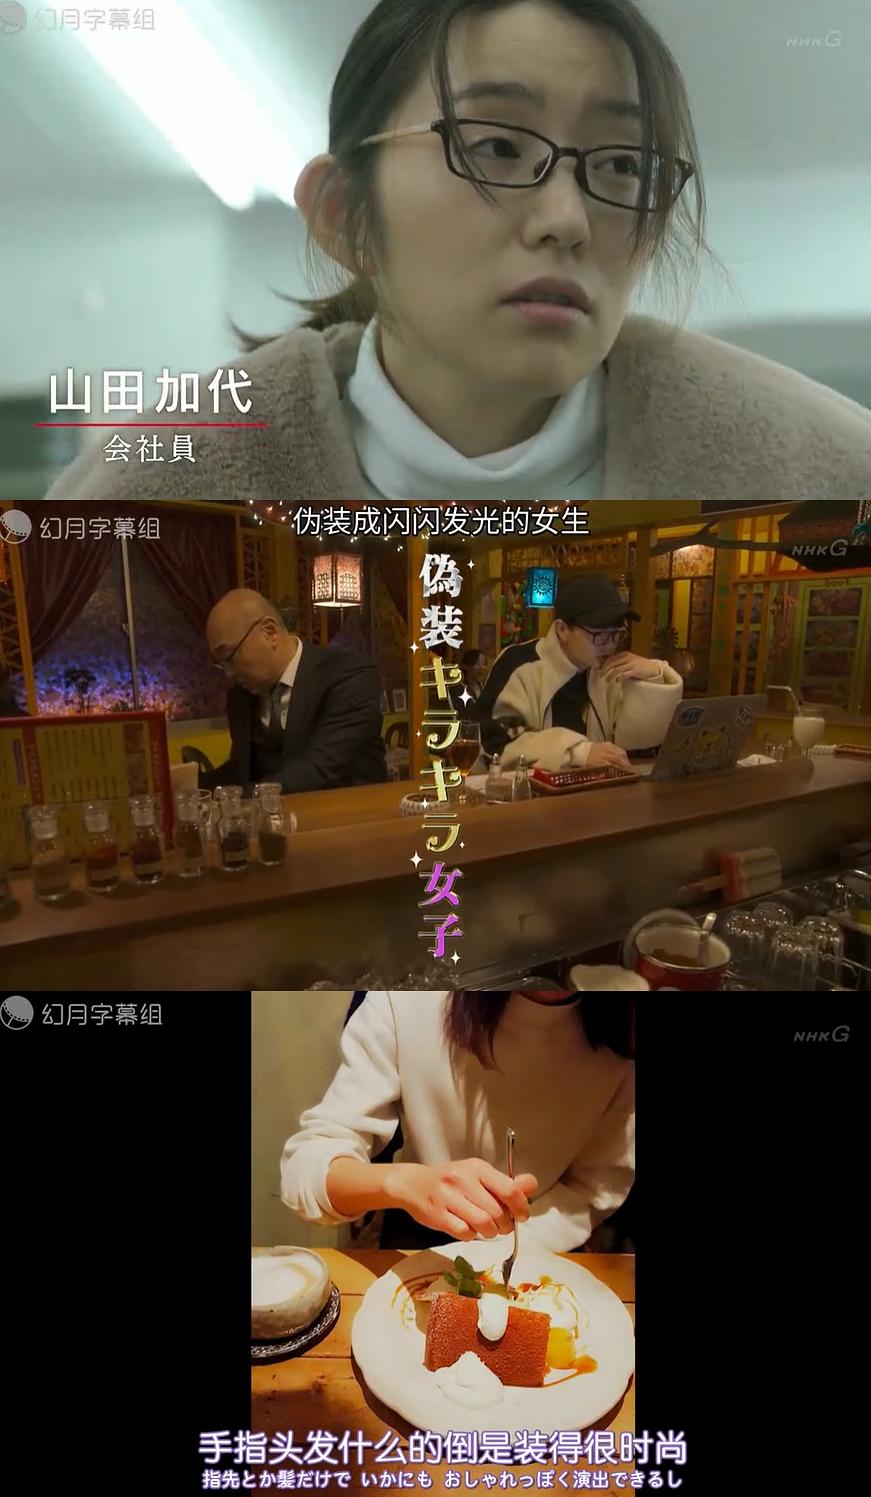 幻月字幕组
NHK G
山田加代
会社員
幻月字幕组
伪装成闪闪发光的女生
NHK G
偽装キラキラ女子
幻月字幕组
NHK G
手指头发什么的倒是装得很时尚
指先とか髪だけで いかにも おしゃれっぽく演出できるし